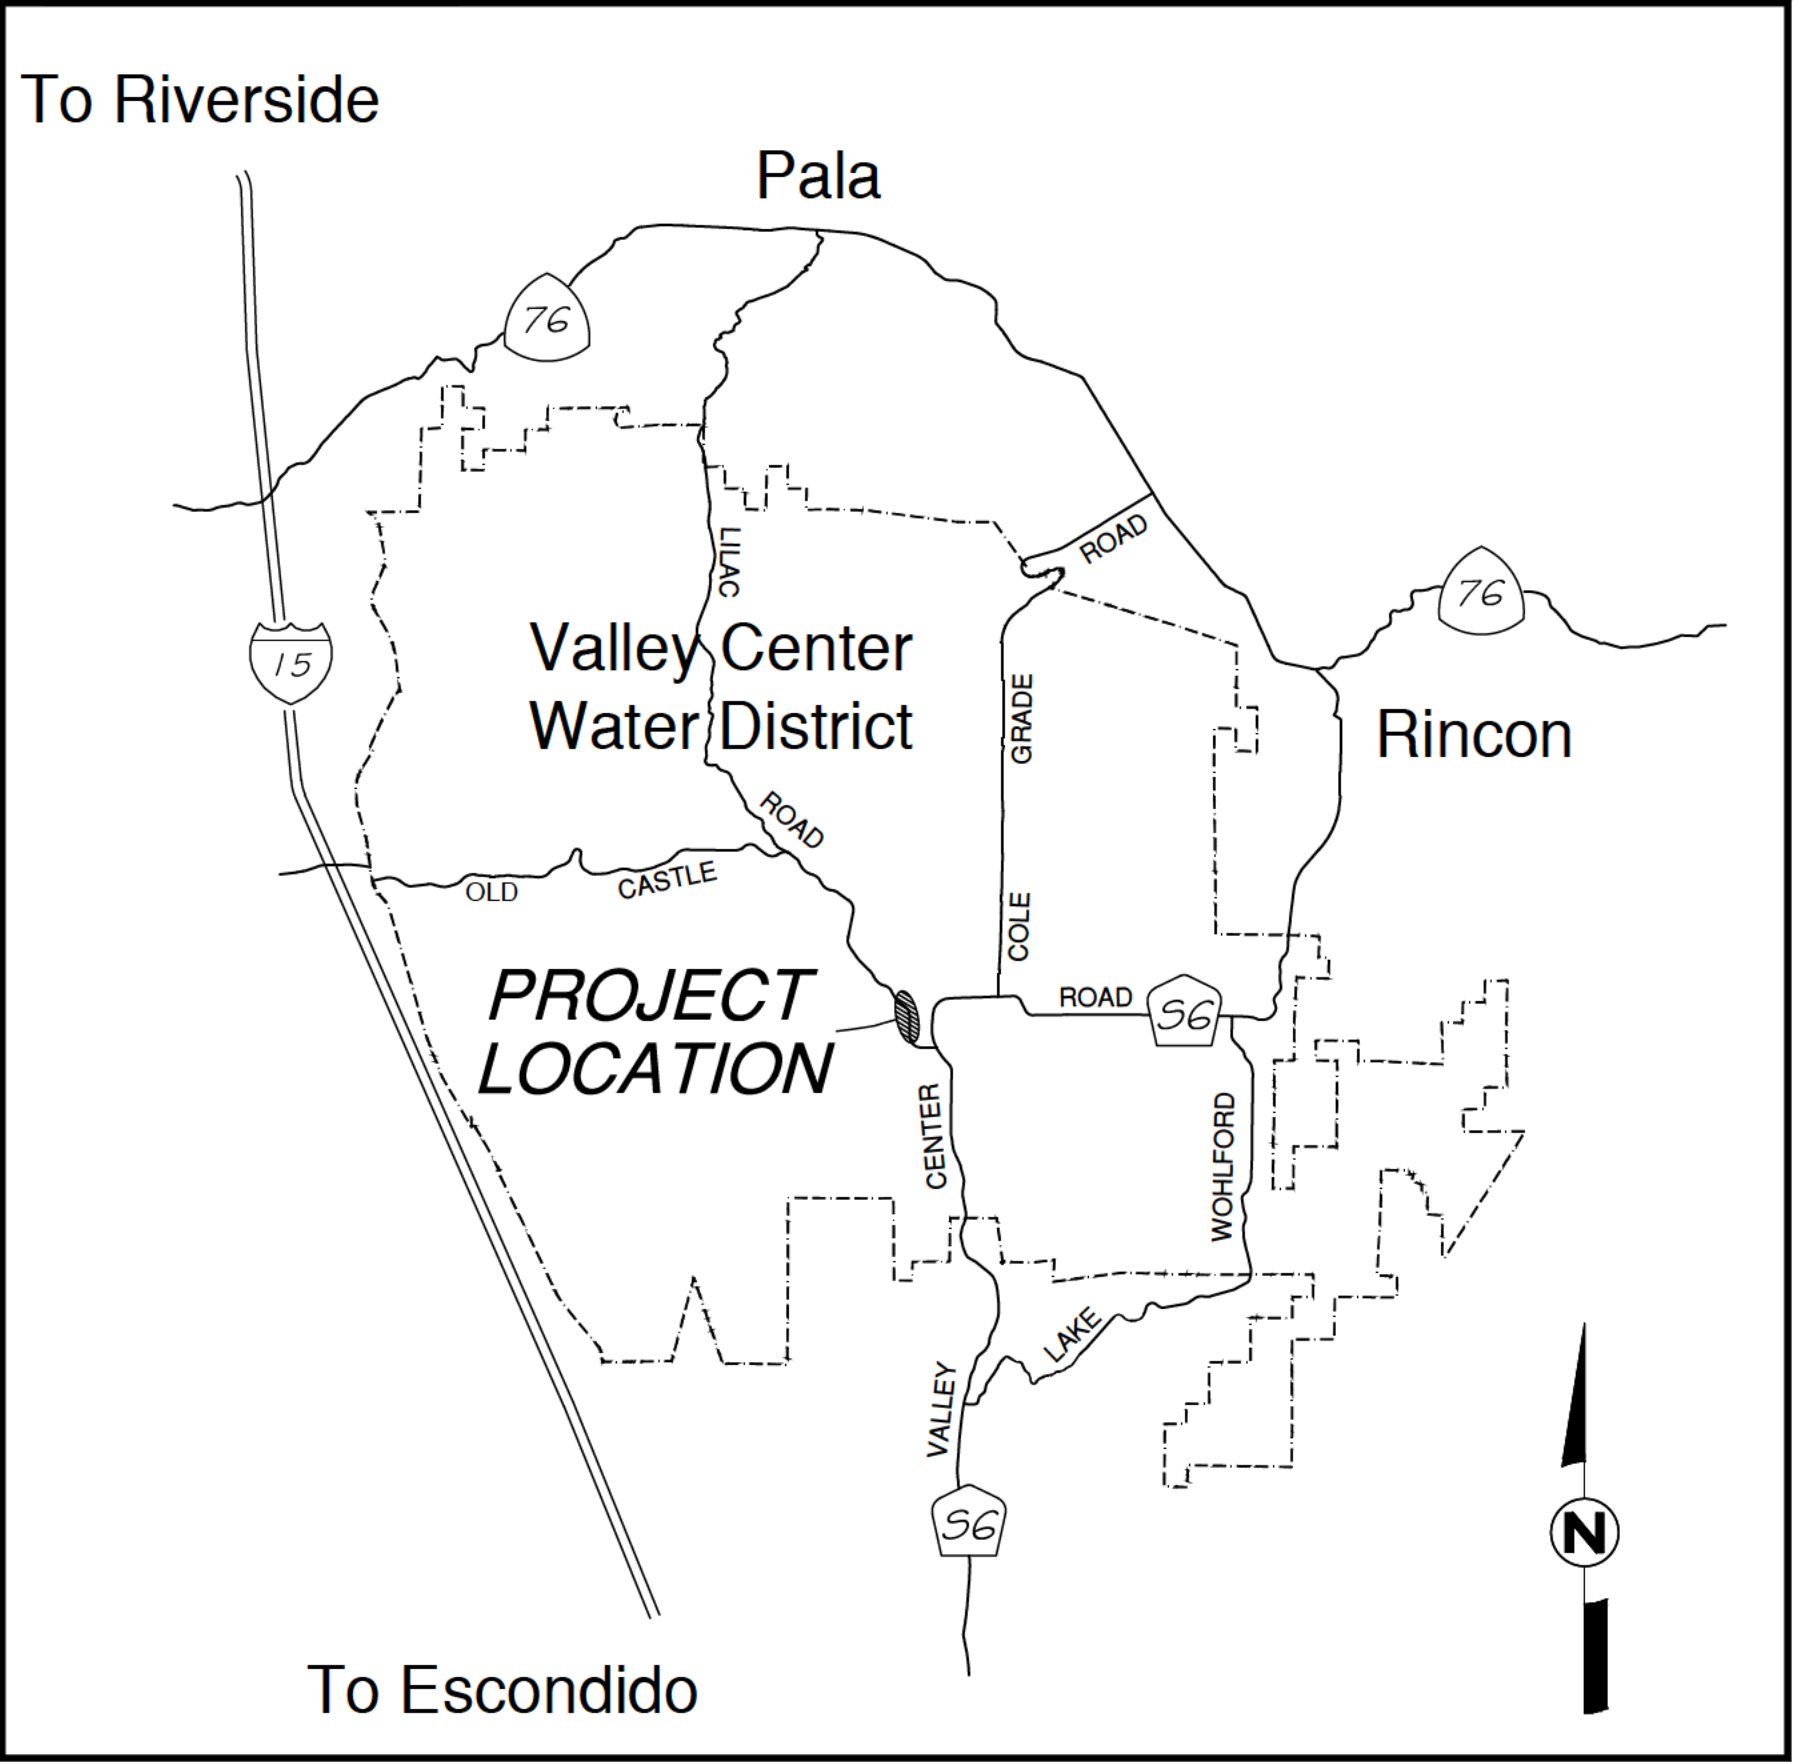 To Riverside
Pala
76
ROAD
LILAC
76
15
Valley Center
Water District
GRADE
Rincon
ROAD
OLD
CASTLE
COLE
PROJECT
LOCATION
ROAD
S6
CENTER
WOHLFORD
LAKE
VALLEY
S6
N
To Escondido